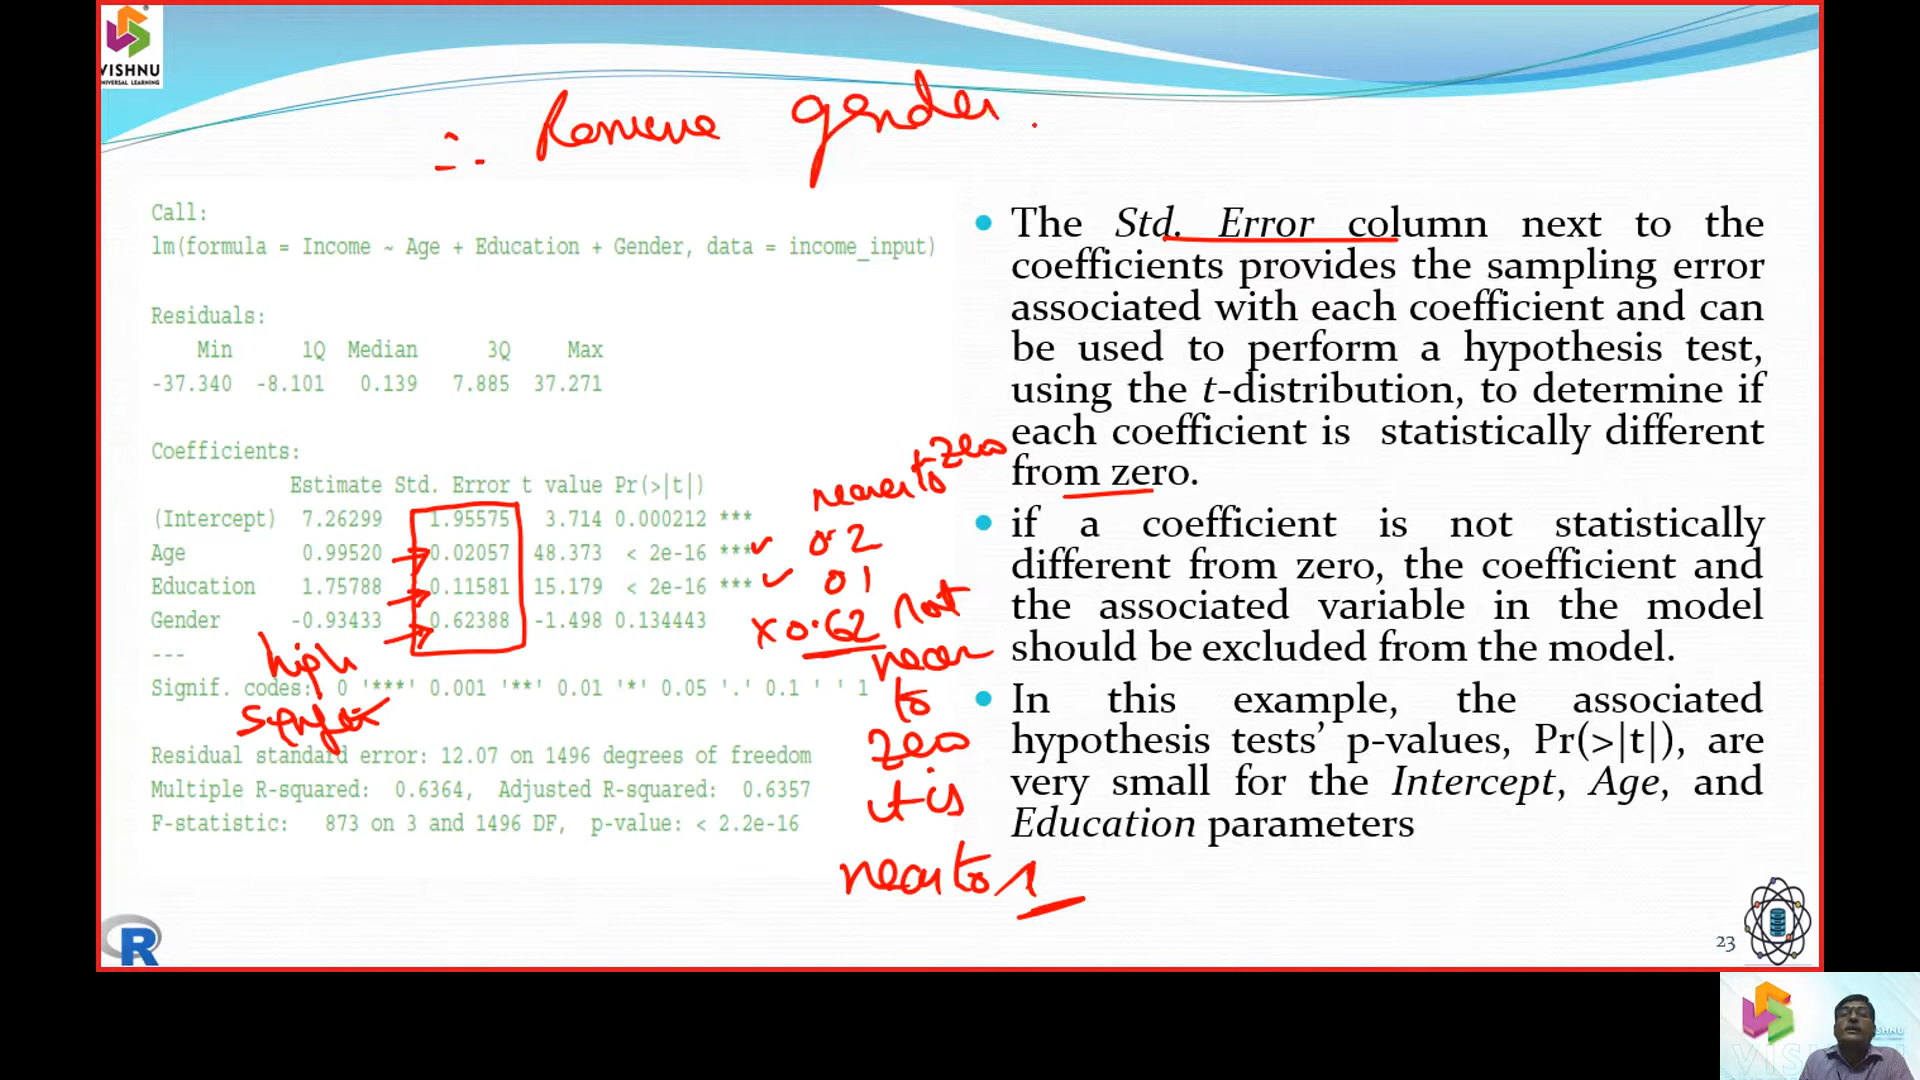 VISHNU
UNIVERSAL LEARNING
∴ Remove gender.
Call:
lm(formula = Income ~ Age + Education + Gender, data = income_input)
Residuals:
Min 1Q Median 3Q Max
-37.340 -8.101 0.139 7.885 37.271
Coefficients:
Estimate Std. Error t value Pr(>|t|)
(Intercept) 7.26299 1.95575 3.714 0.000212 ***
Age 0.99520 0.02057 48.373 < 2e-16 ***
Education 1.75788 0.11581 15.179 < 2e-16 ***
Gender -0.93433 0.62388 -1.498 0.134443
---
Signif. codes: 0 '***' 0.001 '**' 0.01 '*' 0.05 '.' 0.1 ' ' 1
Residual standard error: 12.07 on 1496 degrees of freedom
Multiple R-squared: 0.6364, Adjusted R-squared: 0.6357
F-statistic: 873 on 3 and 1496 DF, p-value: < 2.2e-16
high
nearer to zero
✓ 0.2
✓ 0 1
x 0.62 Not
near
to
zero
it is
near to 1
• The Std. Error column next to the
coefficients provides the sampling error
associated with each coefficient and can
be used to perform a hypothesis test,
using the t-distribution, to determine if
each coefficient is statistically different
from zero.
• if a coefficient is not statistically
different from zero, the coefficient and
the associated variable in the model
should be excluded from the model.
• In this example, the associated
hypothesis tests' p-values, Pr(>|t|), are
very small for the Intercept, Age, and
Education parameters
R
23